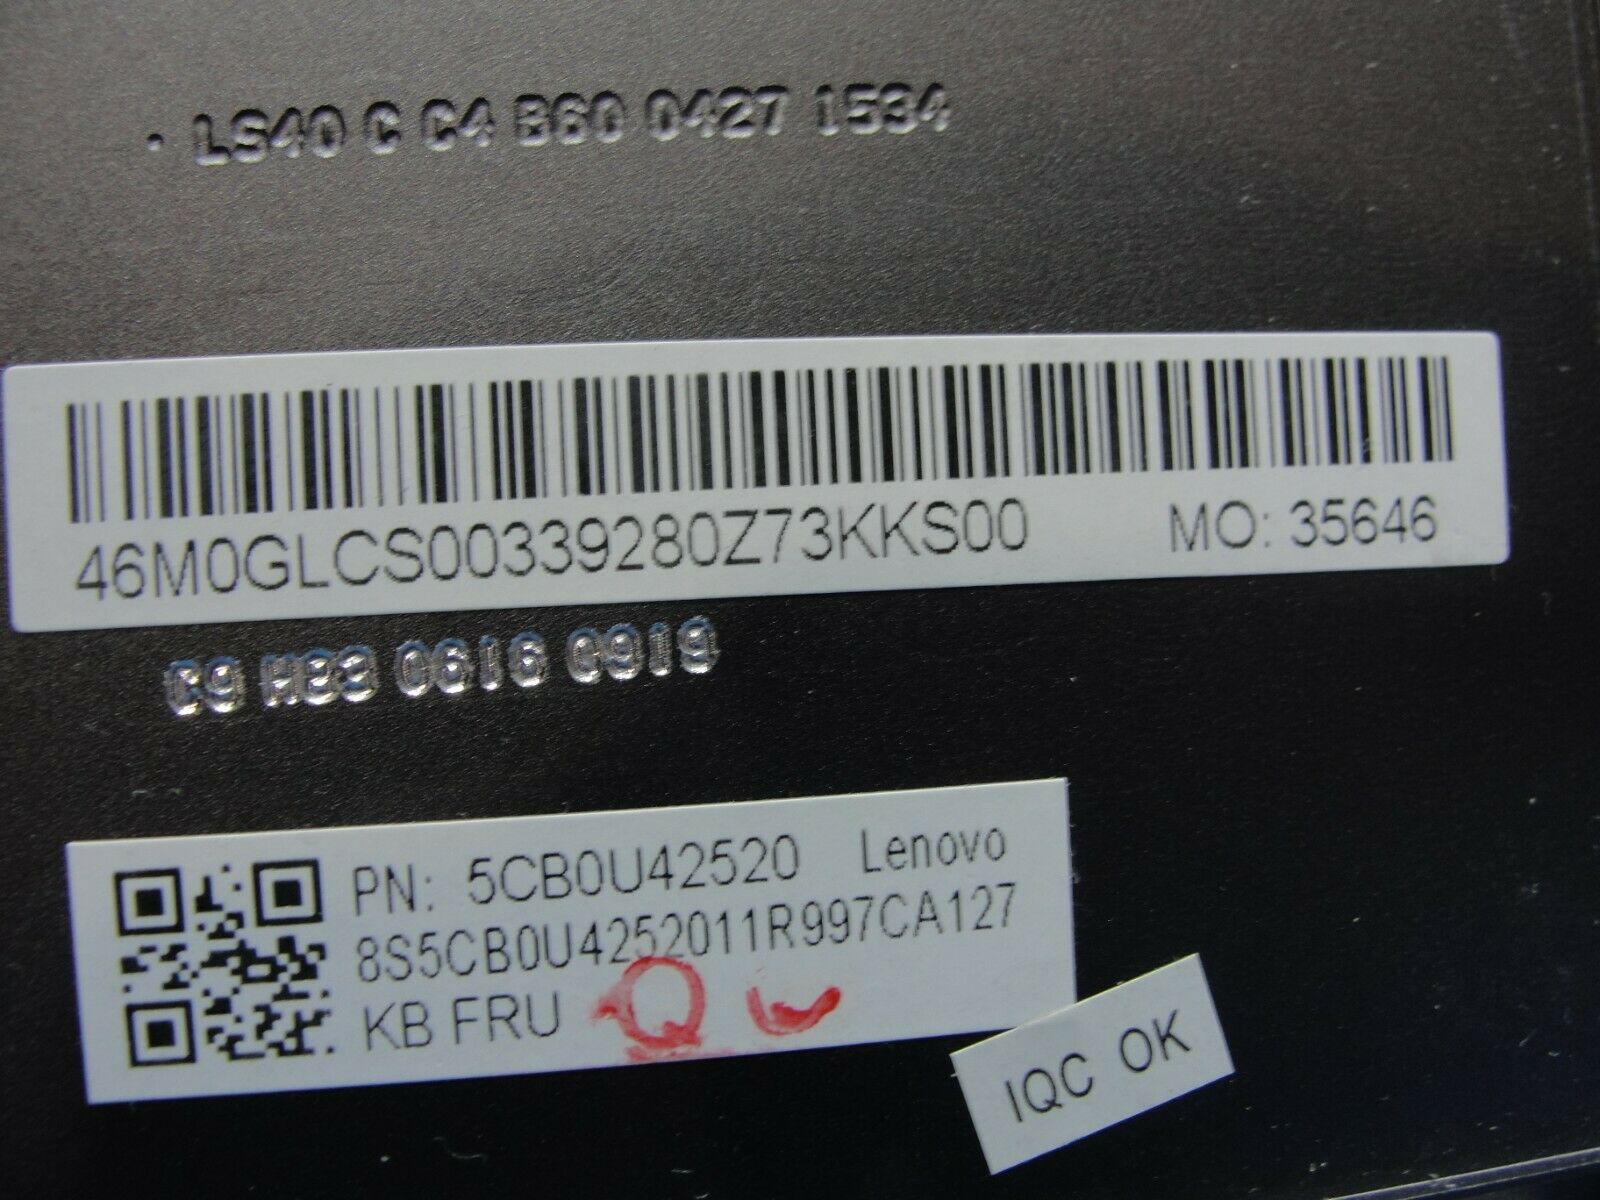 · LS40 C C4 B60 0427 1534
46M0GLCS00339280Z73KKS00 MO: 35646
C9 H93 0616 0919
PN: 5CB0U42520 Lenovo
8S5CB0U4252011R997CA127
KB FRU
IQC OK